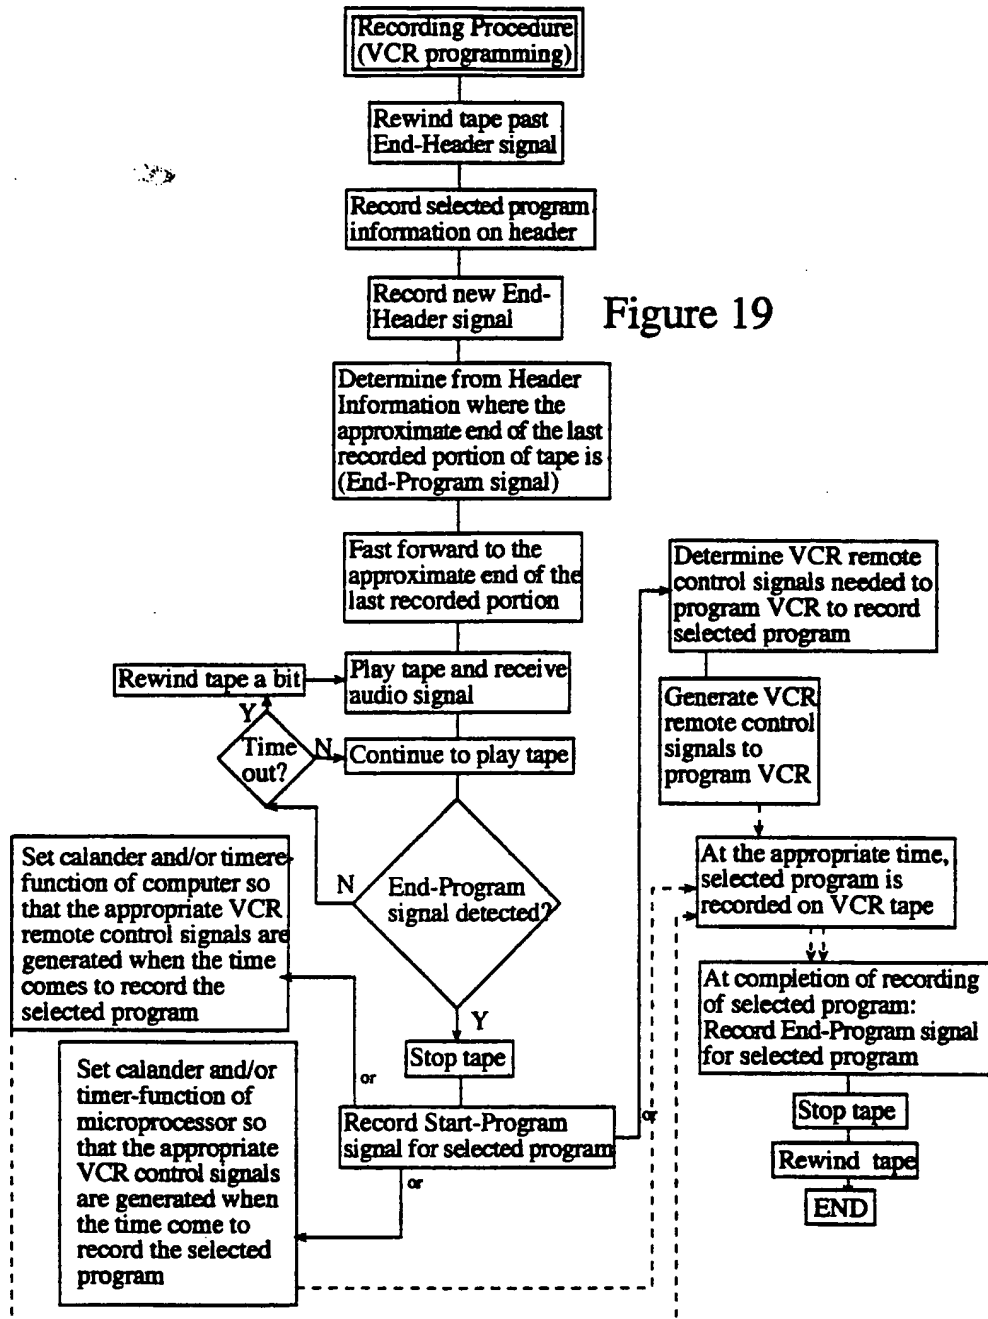 Recording Procedure
(VCR programming)
Rewind tape past
End-Header signal
Record selected program
information on header
Record new End-
Header signal
Figure 19
Determine from Header
Information where the
approximate end of the last
recorded portion of tape is
(End-Program signal)
Fast forward to the
approximate end of the
last recorded portion
Play tape and receive
audio signal
Rewind tape a bit
Y
Time
out?
N
Continue to play tape
End-Program
signal detected?
N
Y
Stop tape
Record Start-Program
signal for selected program
or
or
or
Set calander and/or timere-
function of computer so
that the appropriate VCR
remote control signals are
generated when the time
comes to record the
selected program
Set calander and/or
timer-function of
microprocessor so
that the appropriate
VCR control signals
are generated when
the time come to
record the selected
program
Determine VCR remote
control signals needed to
program VCR to record
selected program
Generate VCR
remote control
signals to
program VCR
At the appropriate time,
selected program is
recorded on VCR tape
At completion of recording
of selected program:
Record End-Program signal
for selected program
Stop tape
Rewind tape
END